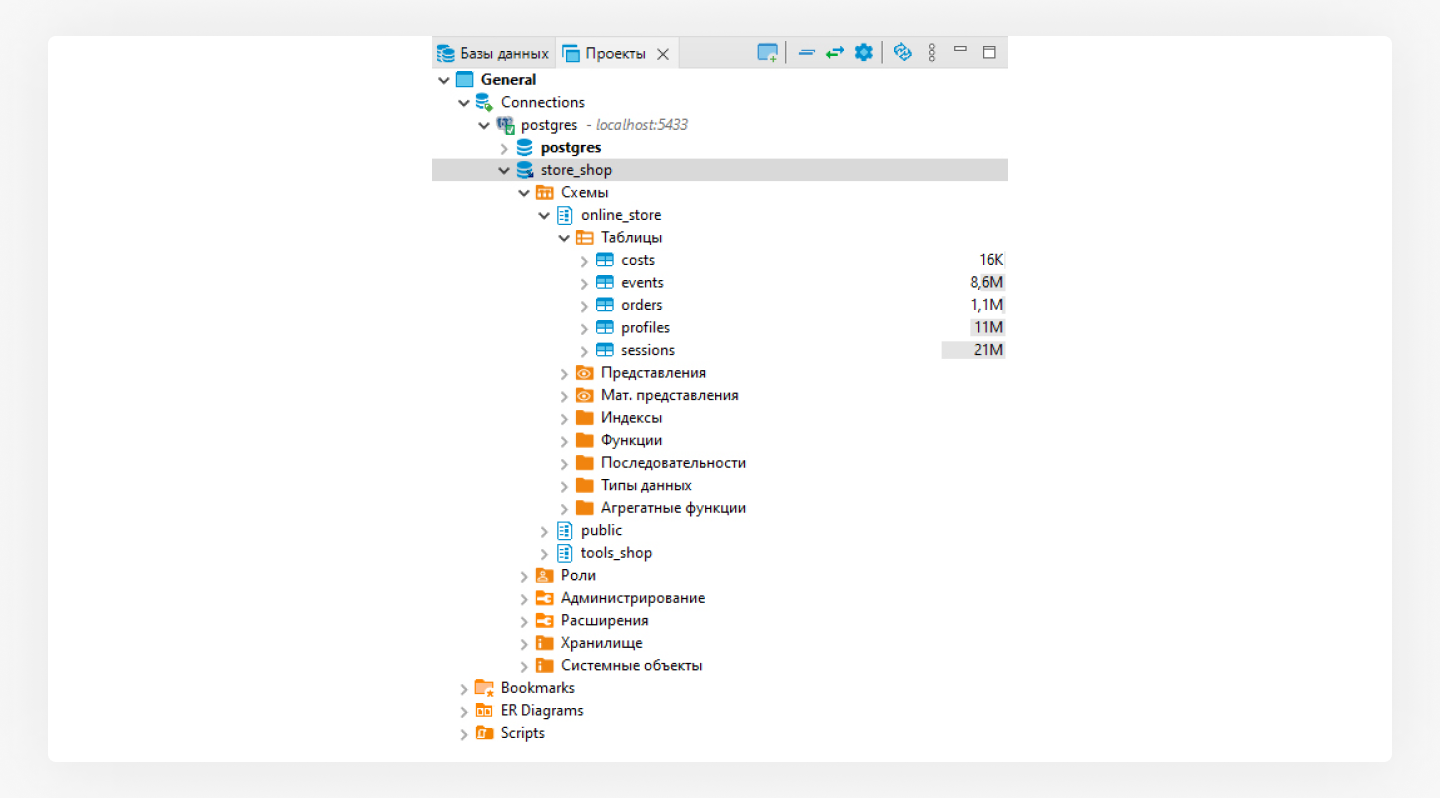 Базы данных Проекты
General
Connections
postgres - localhost:5433
postgres
store_shop
Схемы
online_store
Таблицы
costs 16K
events 8,6M
orders 1,1M
profiles 11M
sessions 21M
Представления
Мат. представления
Индексы
Функции
Последовательности
Типы данных
Агрегатные функции
public
tools_shop
Роли
Администрирование
Расширения
Хранилище
Системные объекты
Bookmarks
ER Diagrams
Scripts